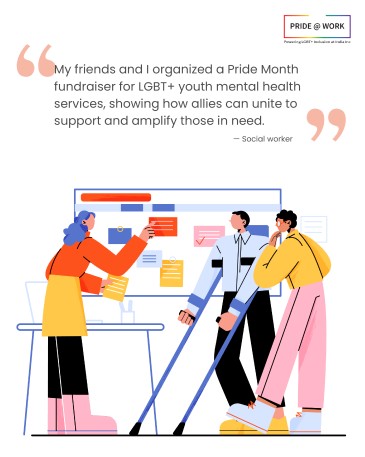 PRIDE @ WORK
“My friends and I organized a Pride Month
fundraiser for LGBT+ youth mental health
services, showing how allies can unite to
support and amplify those in need.”
— Social worker